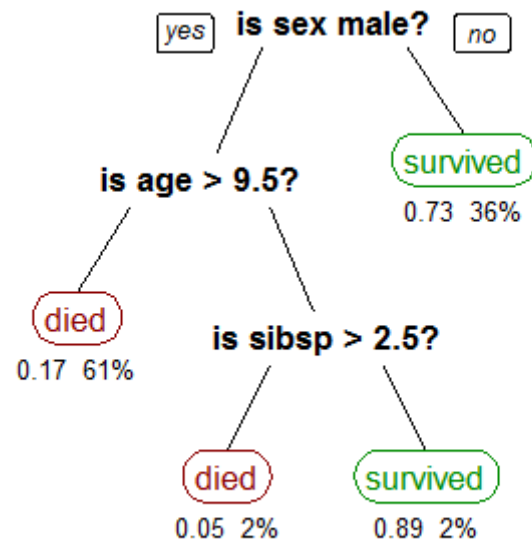 yes is sex male? no
is age > 9.5?
survived
0.73 36%
died
0.17 61%
is sibsp > 2.5?
died survived
0.05 2% 0.89 2%